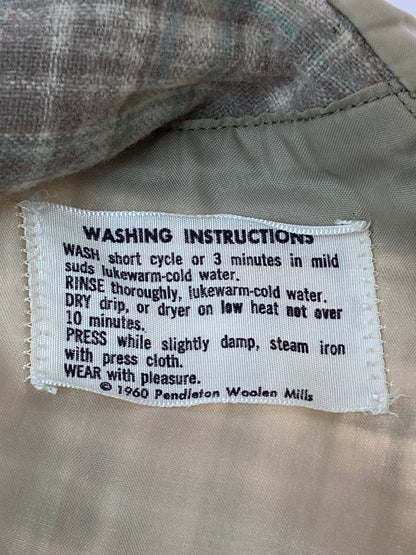 WASHING INSTRUCTIONS
WASH short cycle or 3 minutes in mild
suds lukewarm-cold water.
RINSE thoroughly, lukewarm-cold water.
DRY drip, or dryer on low heat not over
10 minutes.
PRESS while slightly damp, steam iron
with press cloth.
WEAR with pleasure.
© 1960 Pendleton Woolen Mills